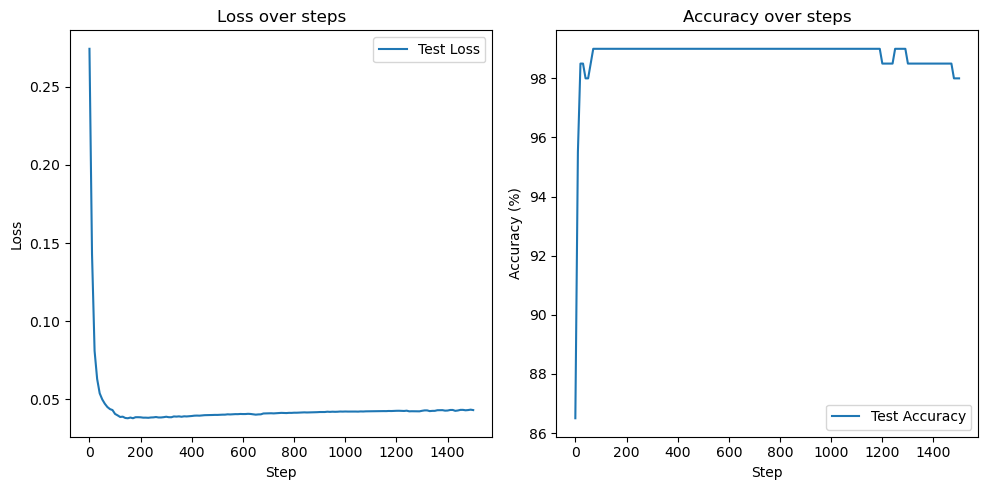 Loss over steps
Test Loss
0.25
0.20
0.15
0.10
0.05
Loss
0 200 400 600 800 1000 1200 1400
Step
Accuracy over steps
98
96
94
92
90
88
86
Accuracy (%)
Test Accuracy
0 200 400 600 800 1000 1200 1400
Step